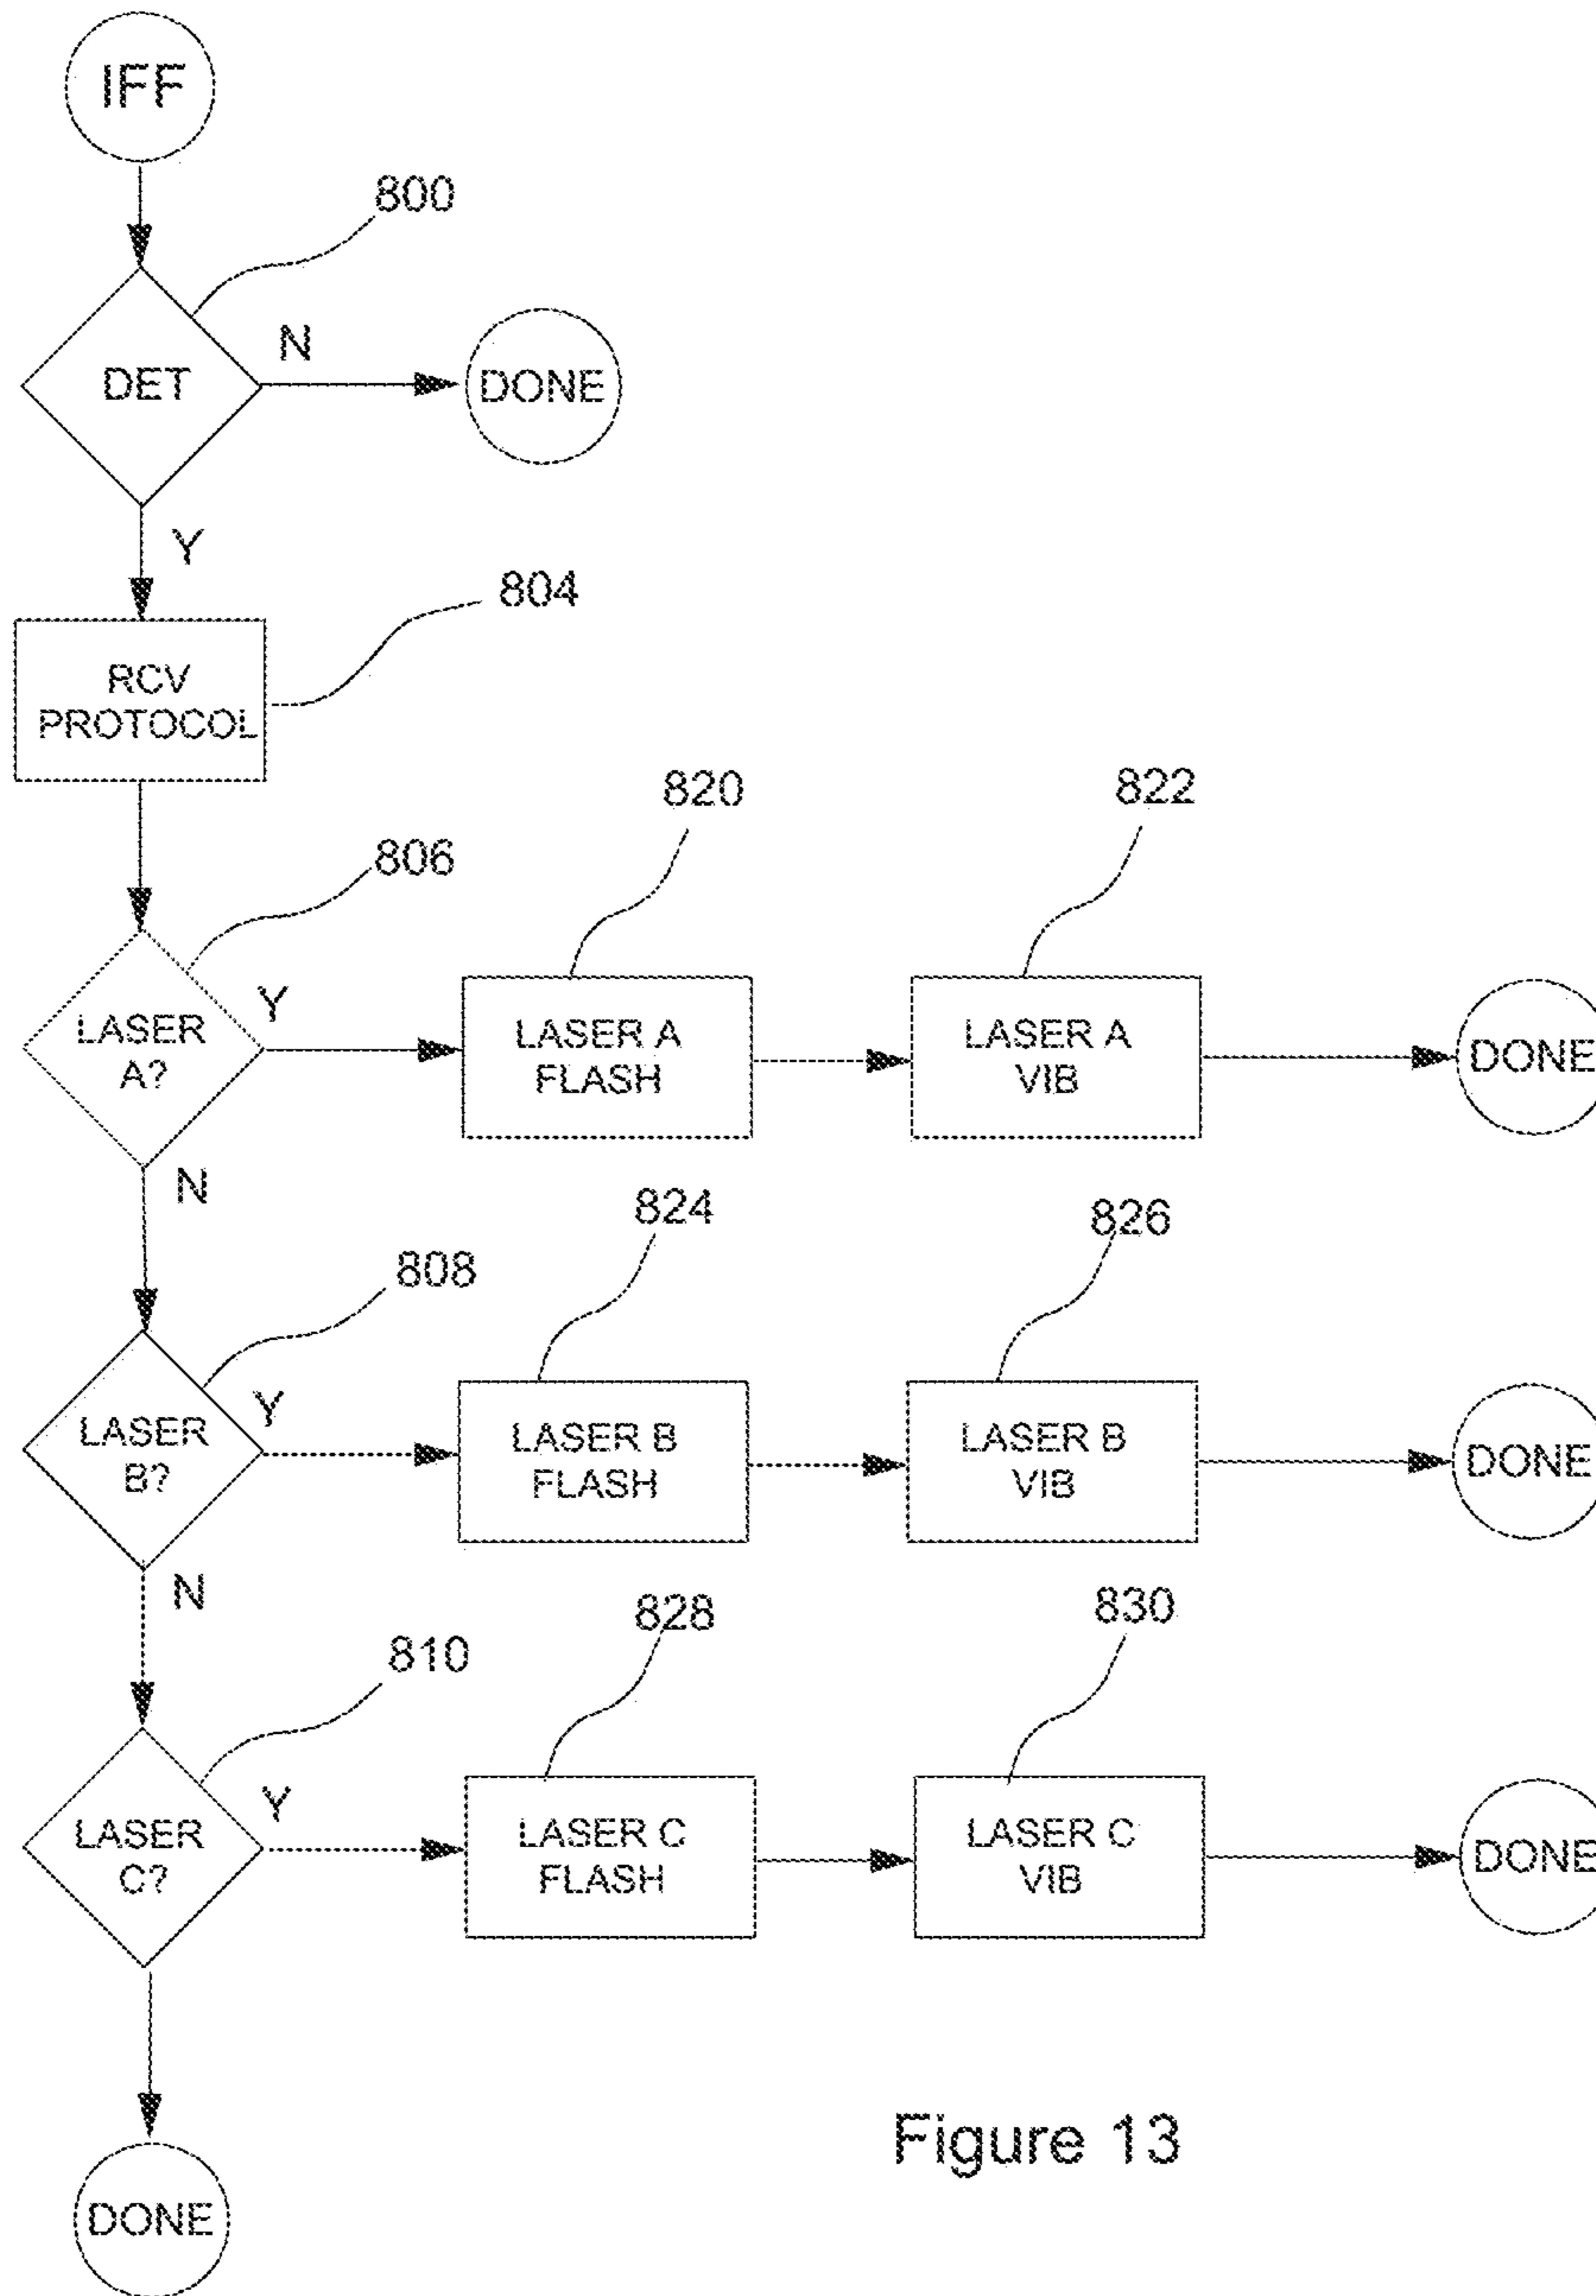 IFF
800
DET
N
DONE
Y
804
RCV
PROTOCOL
820
822
806
Y
LASER
A?
LASER A
FLASH
LASER A
VIB
DONE
N
824
826
808
Y
LASER
B?
LASER B
FLASH
LASER B
VIB
DONE
N
828
830
810
Y
LASER
C?
LASER C
FLASH
LASER C
VIB
DONE
Figure 13
DONE